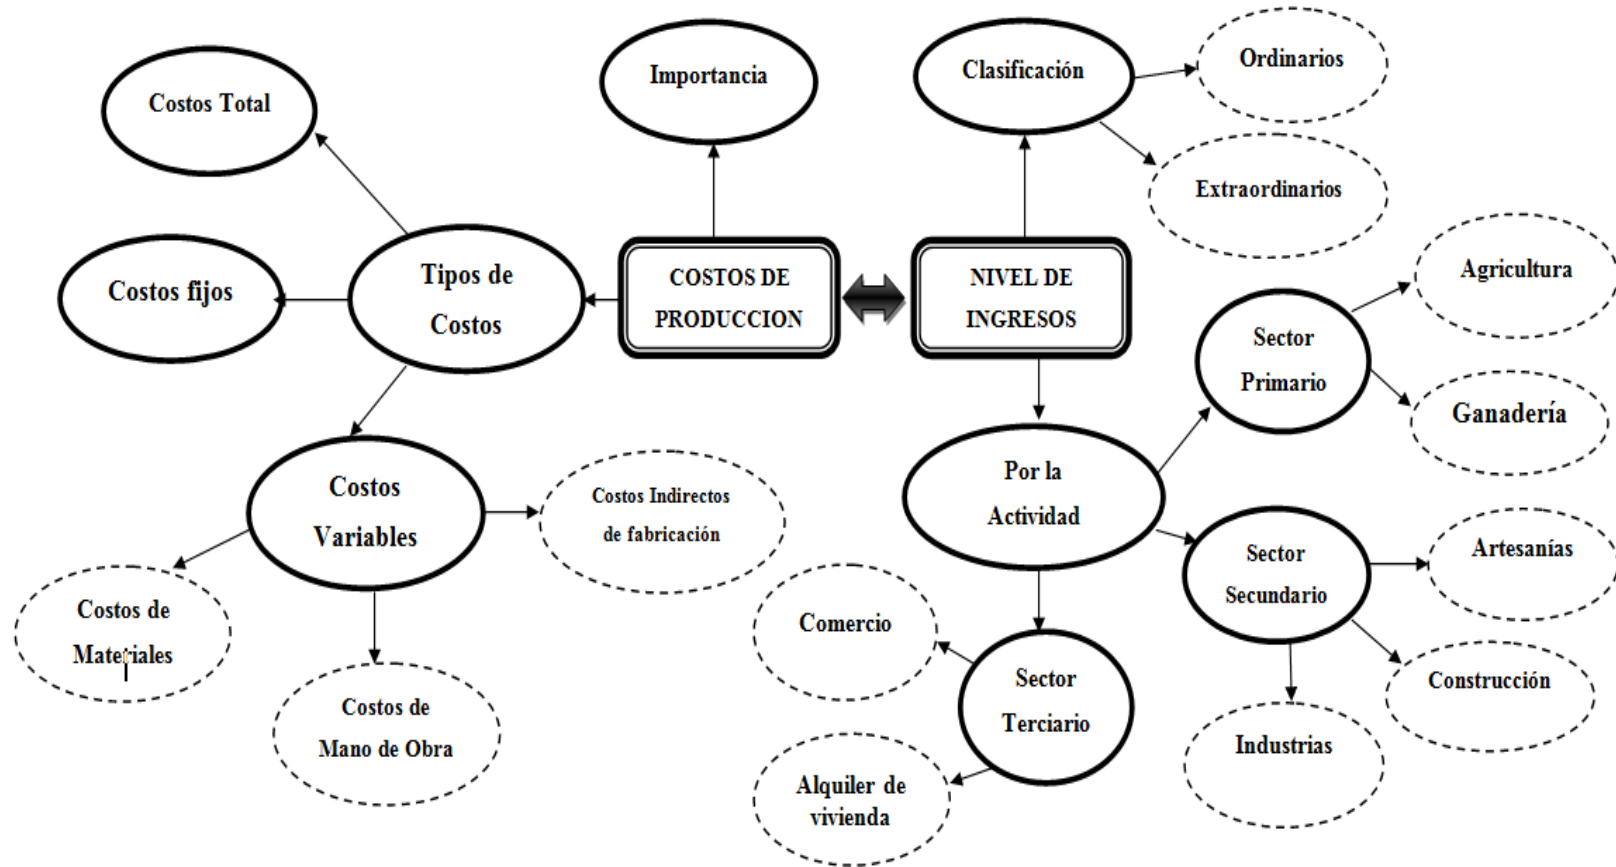 Costos Total
Importancia
Clasificación
Ordinarios
Extraordinarios
Costos fijos
Tipos de
Costos
COSTOS DE
PRODUCCION
NIVEL DE
INGRESOS
Sector
Primario
Agricultura
Ganadería
Costos
Variables
Costos Indirectos
de fabricación
Por la
Actividad
Sector
Secundario
Artesanías
Costos de
Materiales
Costos de
Mano de Obra
Comercio
Sector
Terciario
Construcción
Industrias
Alquiler de
vivienda